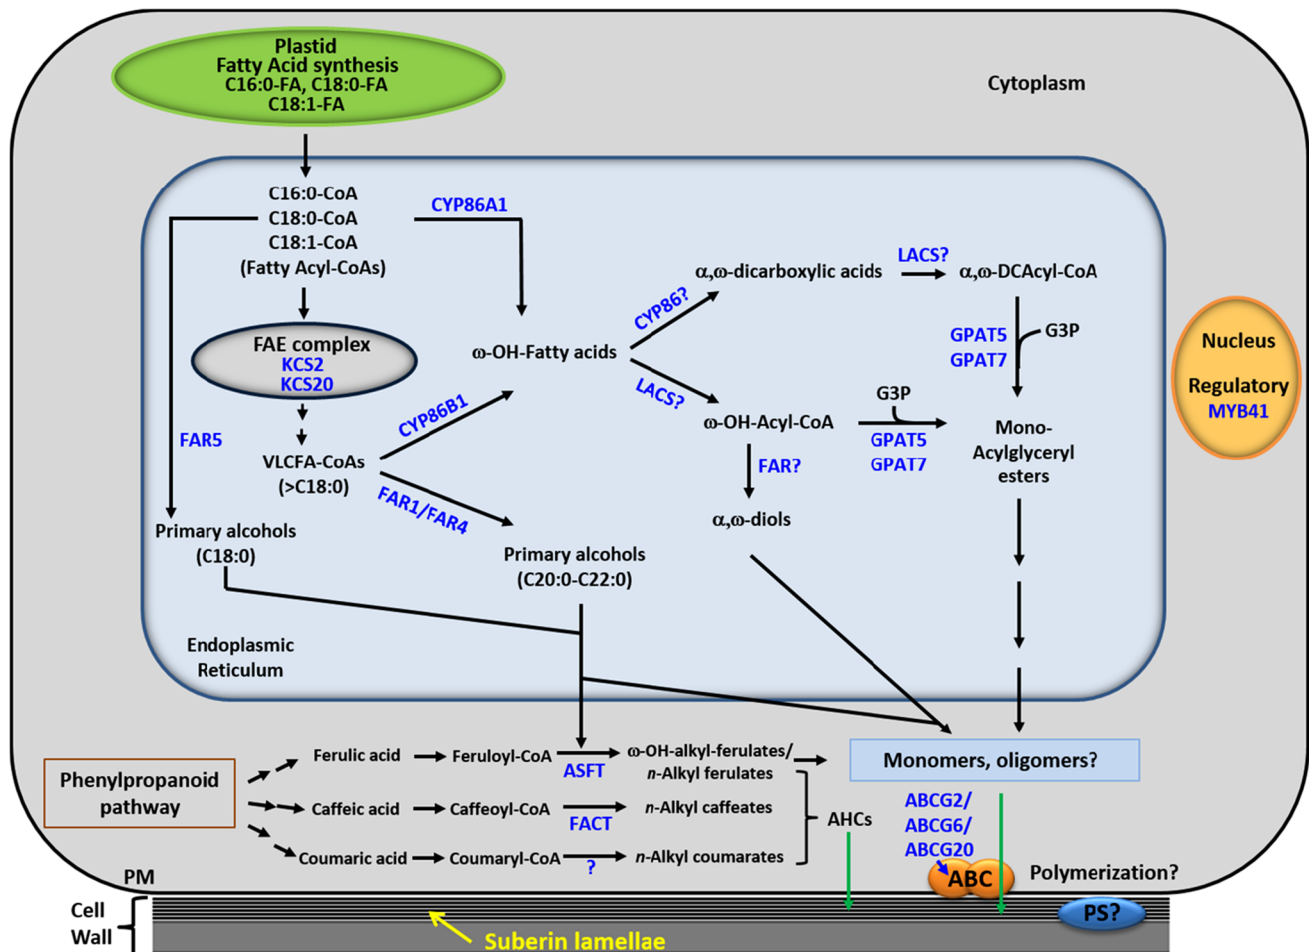 Plastid
Fatty Acid synthesis
C16:0-FA, C18:0-FA
C18:1-FA
Cytoplasm
C16:0-CoA
C18:0-CoA
C18:1-CoA
(Fatty Acyl-CoAs)
CYP86A1
FAE complex
KCS2
KCS20
FAR5
VLCFA-CoAs
(>C18:0)
CYP86B1
FAR1/FAR4
Primary alcohols
(C18:0)
Primary alcohols
(C20:0-C22:0)
ω-OH-Fatty acids
CYP86?
LACS?
α,ω-dicarboxylic acids
LACS?
α,ω-DCAcyl-CoA
GPAT5
GPAT7
G3P
ω-OH-Acyl-CoA
G3P
GPAT5
GPAT7
Mono-
Acylglyceryl
esters
FAR?
α,ω-diols
Nucleus
Regulatory
MYB41
Endoplasmic
Reticulum
Phenylpropanoid
pathway
Ferulic acid
Feruloyl-CoA
ASFT
ω-OH-alkyl-ferulates/
n-Alkyl ferulates
Caffeic acid
Caffeoyl-CoA
FACT
n-Alkyl caffeates
Coumaric acid
Coumaryl-CoA
?
n-Alkyl coumarates
AHCs
Monomers, oligomers?
ABCG2/
ABCG6/
ABCG20
ABC
Polymerization?
PS?
PM
Cell
Wall
Suberin lamellae